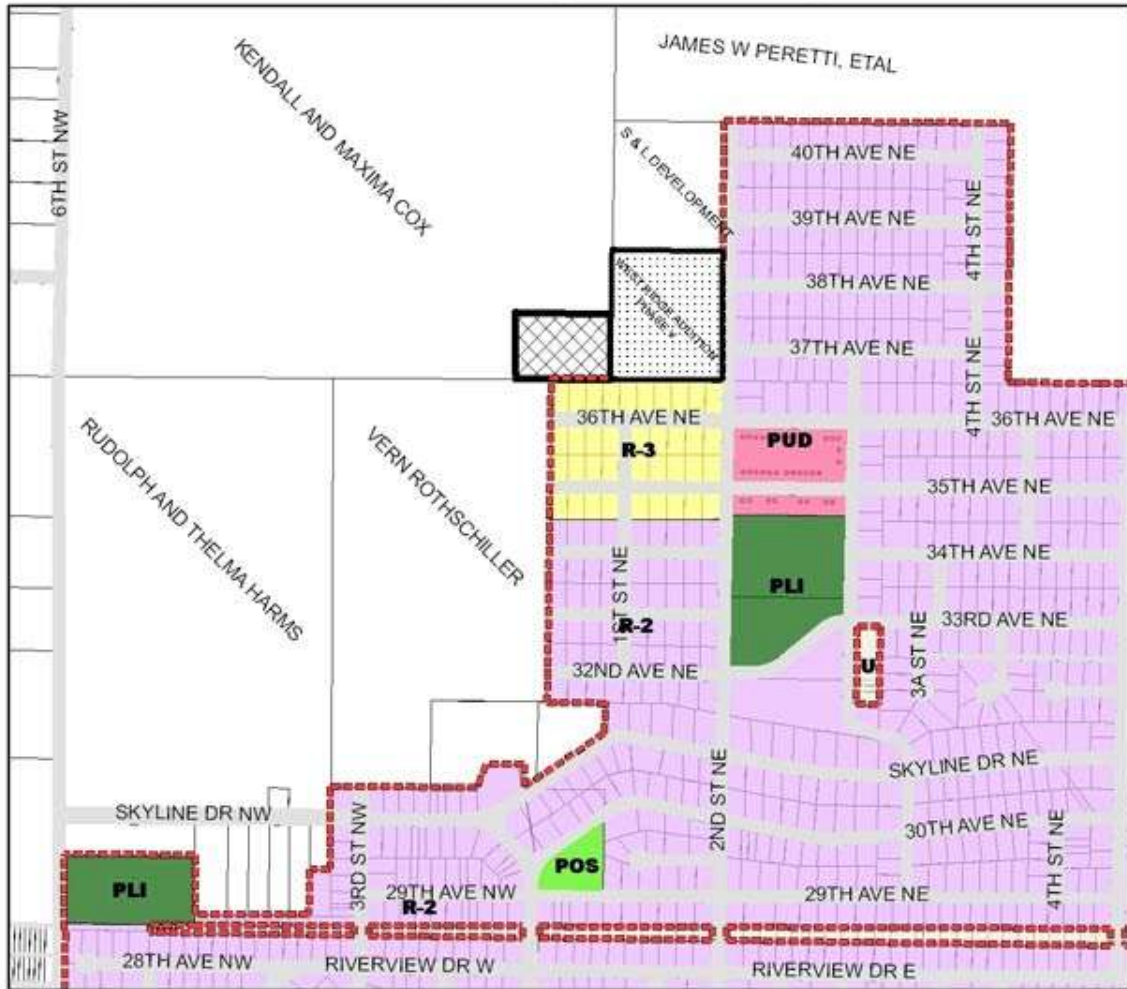 KENDALL AND MAXIMA COX
JAMES W PERETTI, ETAL
6TH ST NW
S & L DEVELOPMENT
40TH AVE NE
39TH AVE NE
4TH ST NE
38TH AVE NE
WEST RIDGE ADDITION
PHASE V
37TH AVE NE
4TH ST NE
36TH AVE NE
36TH AVE NE
RUDOLPH AND THELMA HARMS
VERN ROTHSCHILLER
R-3
PUD
35TH AVE NE
34TH AVE NE
1ST ST NE
PLI
R-2
33RD AVE NE
3A ST NE
U
32ND AVE NE
2ND ST NE
SKYLINE DR NE
SKYLINE DR NW
30TH AVE NE
3RD ST NW
POS
4TH ST NE
PLI
29TH AVE NW
29TH AVE NE
R-2
28TH AVE NW
RIVERVIEW DR W
RIVERVIEW DR E